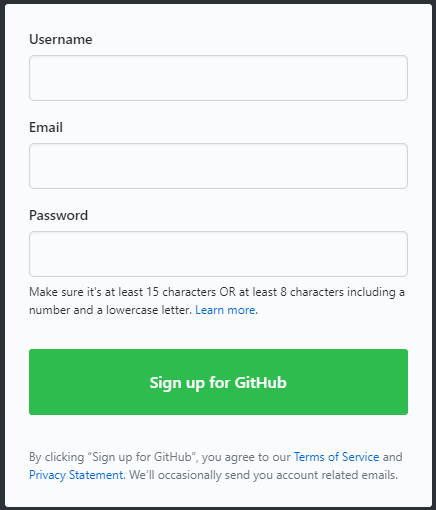 Username
Email
Password
Make sure it's at least 15 characters OR at least 8 characters including a
number and a lowercase letter. Learn more.
Sign up for GitHub
By clicking “Sign up for GitHub”, you agree to our Terms of Service and
Privacy Statement. We’ll occasionally send you account related emails.